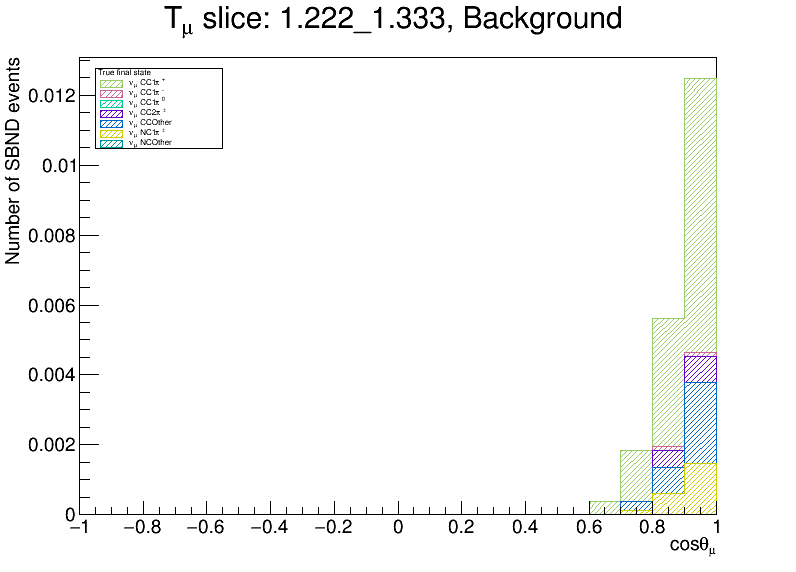 Tμ slice: 1.222_1.333, Background
Number of SBND events
True final state
νμ CC1π⁺
νμ CC1π⁻
νμ CC1π⁰
νμ CC2π±
νμ CCOther
νμ NC1π±
νμ NCOther
0.012
0.01
0.008
0.006
0.004
0.002
0
−1 −0.8 −0.6 −0.4 −0.2 0 0.2 0.4 0.6 0.8 1
cosθμ